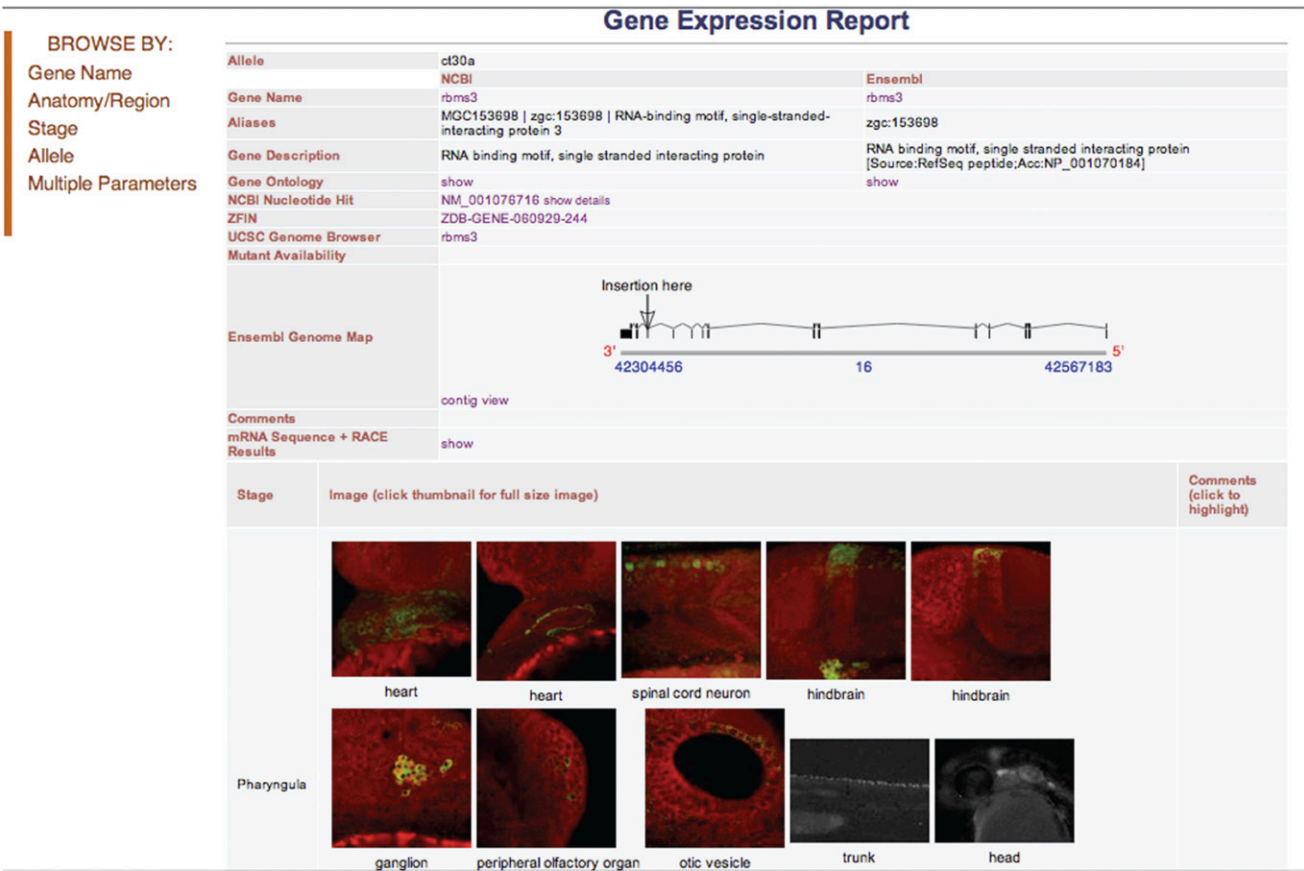 Gene Expression Report
BROWSE BY:
Gene Name
Anatomy/Region
Stage
Allele
Multiple Parameters
Allele ct30a
NCBI Ensembl
Gene Name rbms3 rbms3
Aliases MGC153698 | zgc:153698 | RNA-binding motif, single-stranded-
interacting protein 3 zgc:153698
Gene Description RNA binding motif, single stranded interacting protein RNA binding motif, single stranded interacting protein
[Source:RefSeq peptide;Acc:NP_001070184]
Gene Ontology show show
NCBI Nucleotide Hit NM_001076716 show details
ZFIN ZDB-GENE-060929-244
UCSC Genome Browser rbms3
Mutant Availability
Ensembl Genome Map
Insertion here
3' 5'
42304456 16 42567183
contig view
Comments
mRNA Sequence + RACE
Results show
Stage Image (click thumbnail for full size image) Comments
(click to
highlight)
Pharyngula
heart heart spinal cord neuron hindbrain hindbrain
ganglion peripheral olfactory organ otic vesicle trunk head